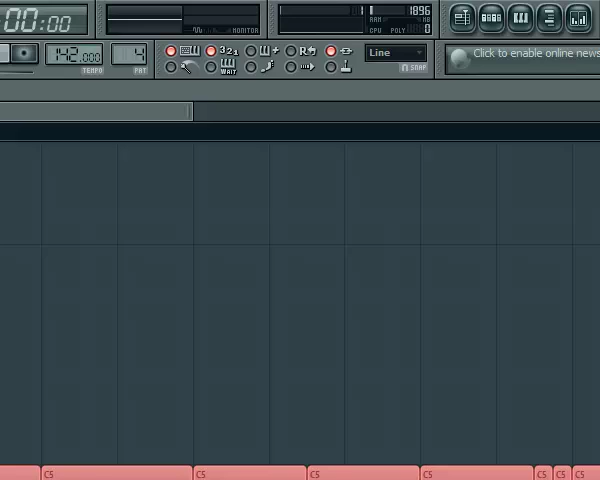 00:00
MONITOR
1896
RAM MB
CPU POLY 0
142.000
TEMPO
4
PAT
321
WAIT
R
Line
SNAP
Click to enable online news
C5 C5 C5 C5 C5 C5 C5